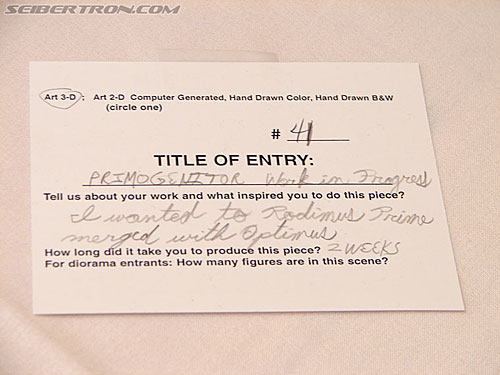 SEIBERTRON.COM
Art 3-D : Art 2-D Computer Generated, Hand Drawn Color, Hand Drawn B&W
(circle one)
# 41
TITLE OF ENTRY:
PRIMOGENITOR Work in Progress
Tell us about your work and what inspired you to do this piece?
I wanted to Rodimus Prime
merged with Optimus
How long did it take you to produce this piece? 2 WEEKS
For diorama entrants: How many figures are in this scene?